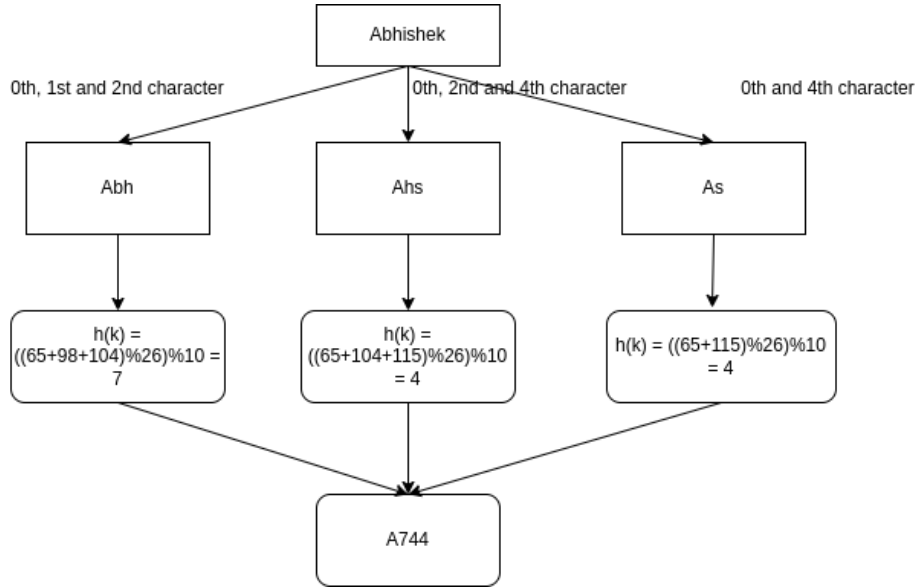 Abhishek
0th, 1st and 2nd character
0th, 2nd and 4th character
0th and 4th character
Abh
Ahs
As
h(k) =
((65+98+104)%26)%10 =
7
h(k) =
((65+104+115)%26)%10
= 4
h(k) = ((65+115)%26)%10
= 4
A744